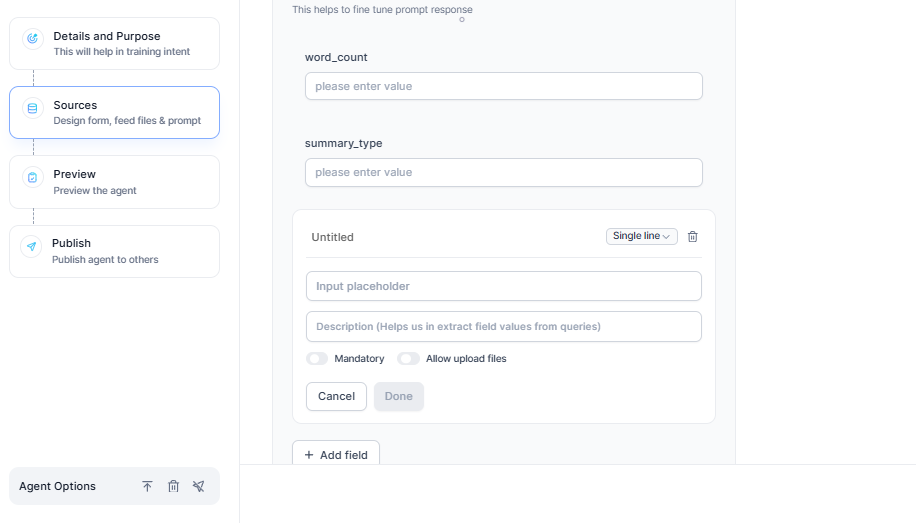 This helps to fine tune prompt response
Details and Purpose
This will help in training intent
Sources
Design form, feed files & prompt
Preview
Preview the agent
Publish
Publish agent to others
word_count
please enter value
summary_type
please enter value
Untitled
Single line
Input placeholder
Description (Helps us in extract field values from queries)
Mandatory
Allow upload files
Cancel
Done
+ Add field
Agent Options